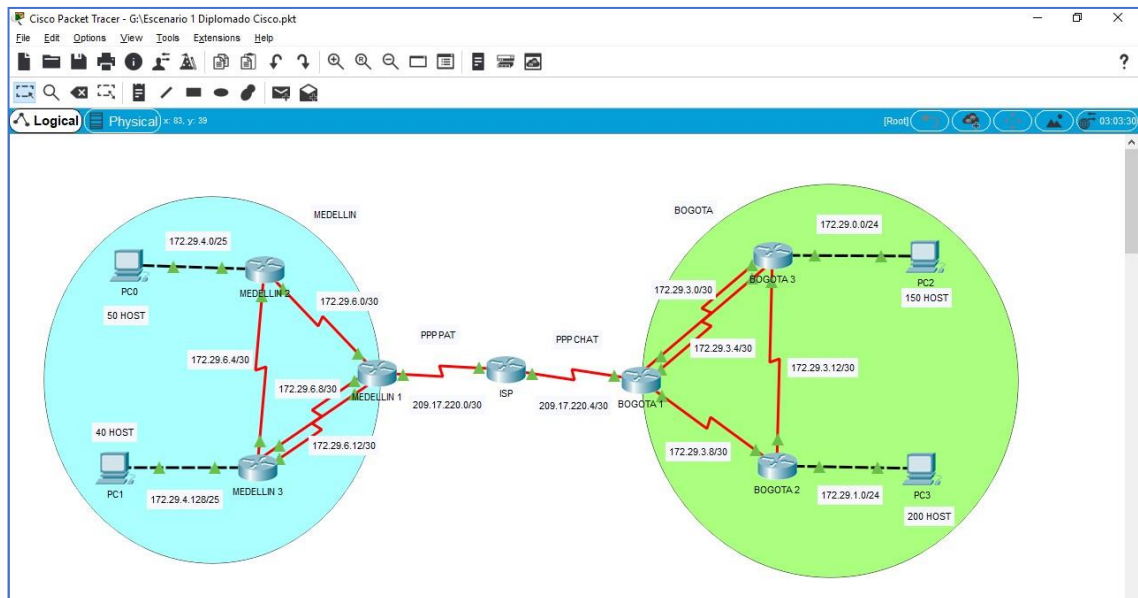 Cisco Packet Tracer - G:\Escenario 1 Diplomado Cisco.pkt
File Edit Options View Tools Extensions Help
Logical Physical x: 83, y: 39 [Root] 03:03:30
MEDELLIN
172.29.4.0/25
PC0
50 HOST
MEDELLIN 2
172.29.6.0/30
172.29.6.4/30
172.29.6.8/30
MEDELLIN 1
172.29.6.12/30
40 HOST
PC1
172.29.4.128/25
MEDELLIN 3
PPP PAT
209.17.220.0/30
ISP
PPP CHAT
209.17.220.4/30
BOGOTA
172.29.0.0/24
BOGOTA 3
PC2
150 HOST
172.29.3.0/30
172.29.3.4/30
172.29.3.12/30
BOGOTA 1
172.29.3.8/30
BOGOTA 2
172.29.1.0/24
PC3
200 HOST